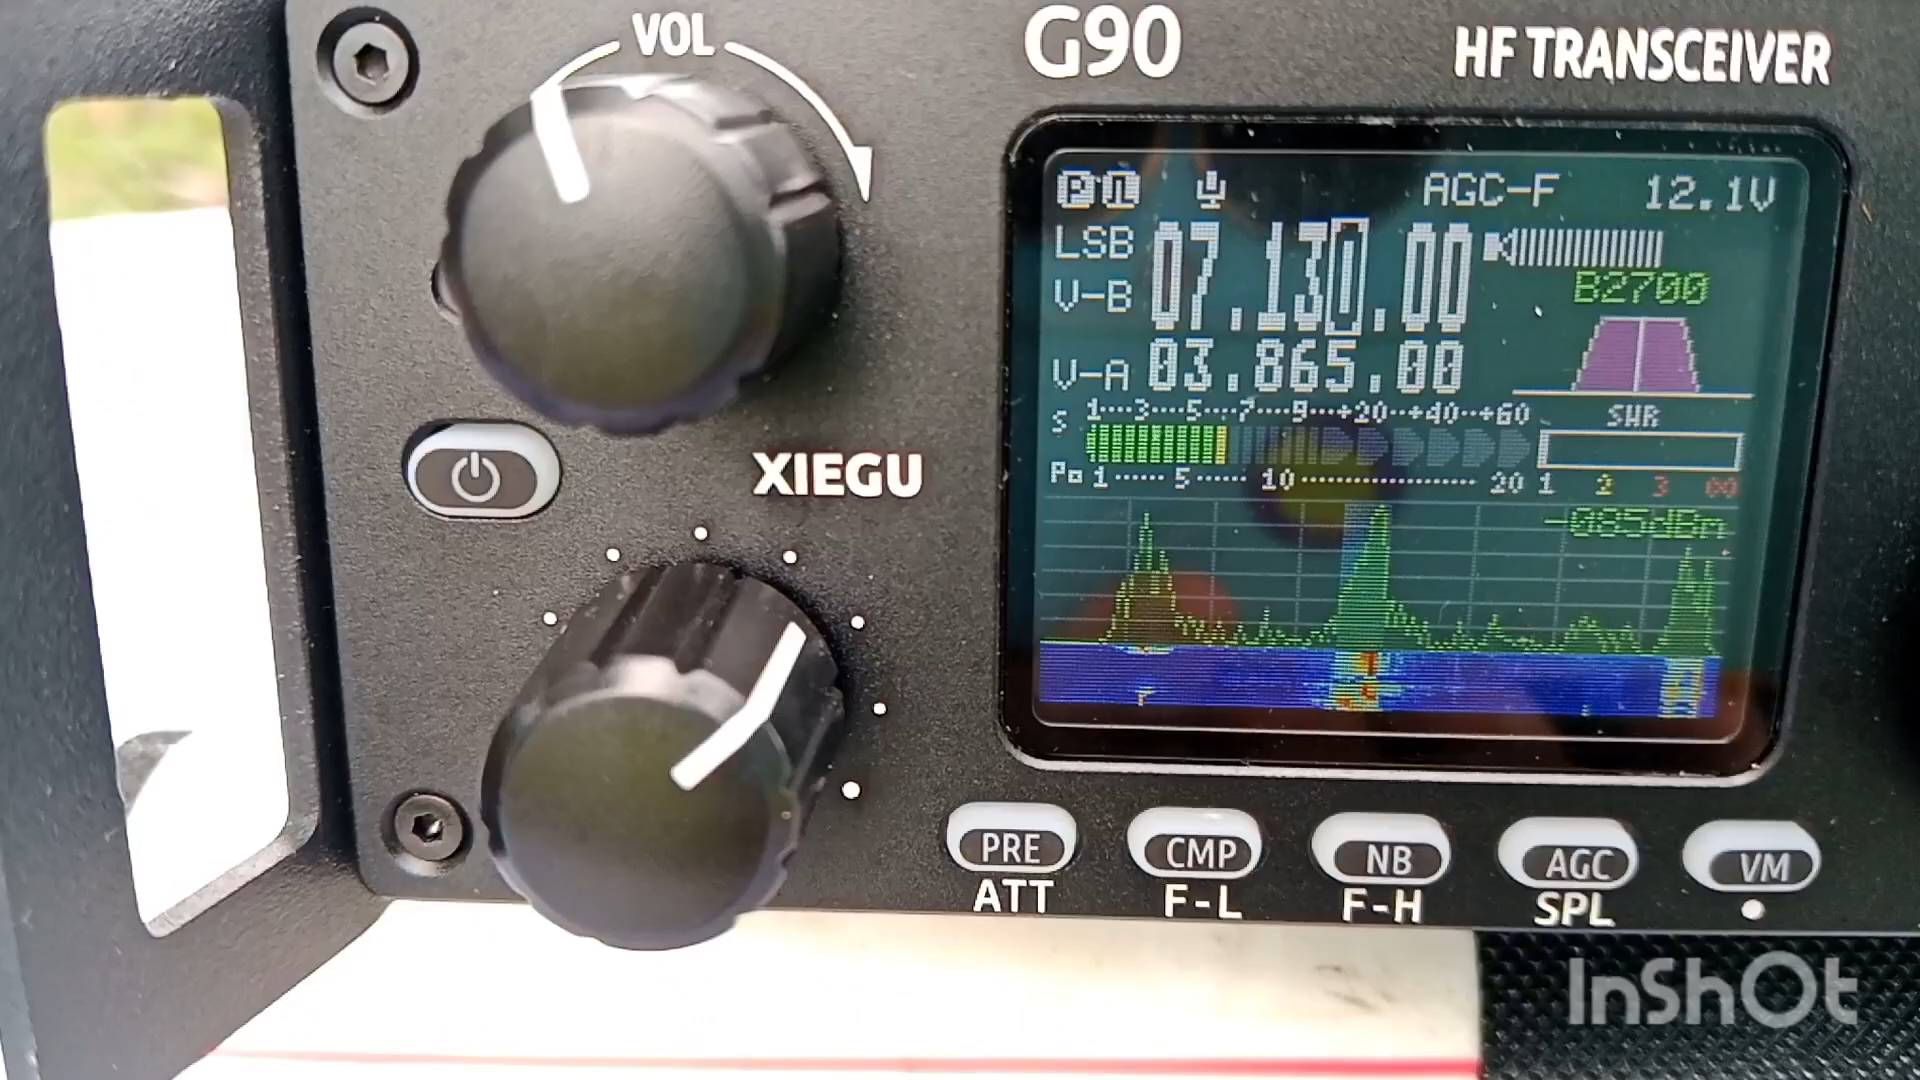 VOL
G90
HF TRANSCEIVER
P
AGC-F
12.1V
LSB
07.130.00
B2700
V-B
V-A
03.865.00
S
1····3····5···7···9··+20··+40··+60
SWR
Po 1······5······10···············20
1 2 3 ∞
-085dBm
XIEGU
PRE
CMP
NB
AGC
VM
ATT
F-L
F-H
SPL
InShOt